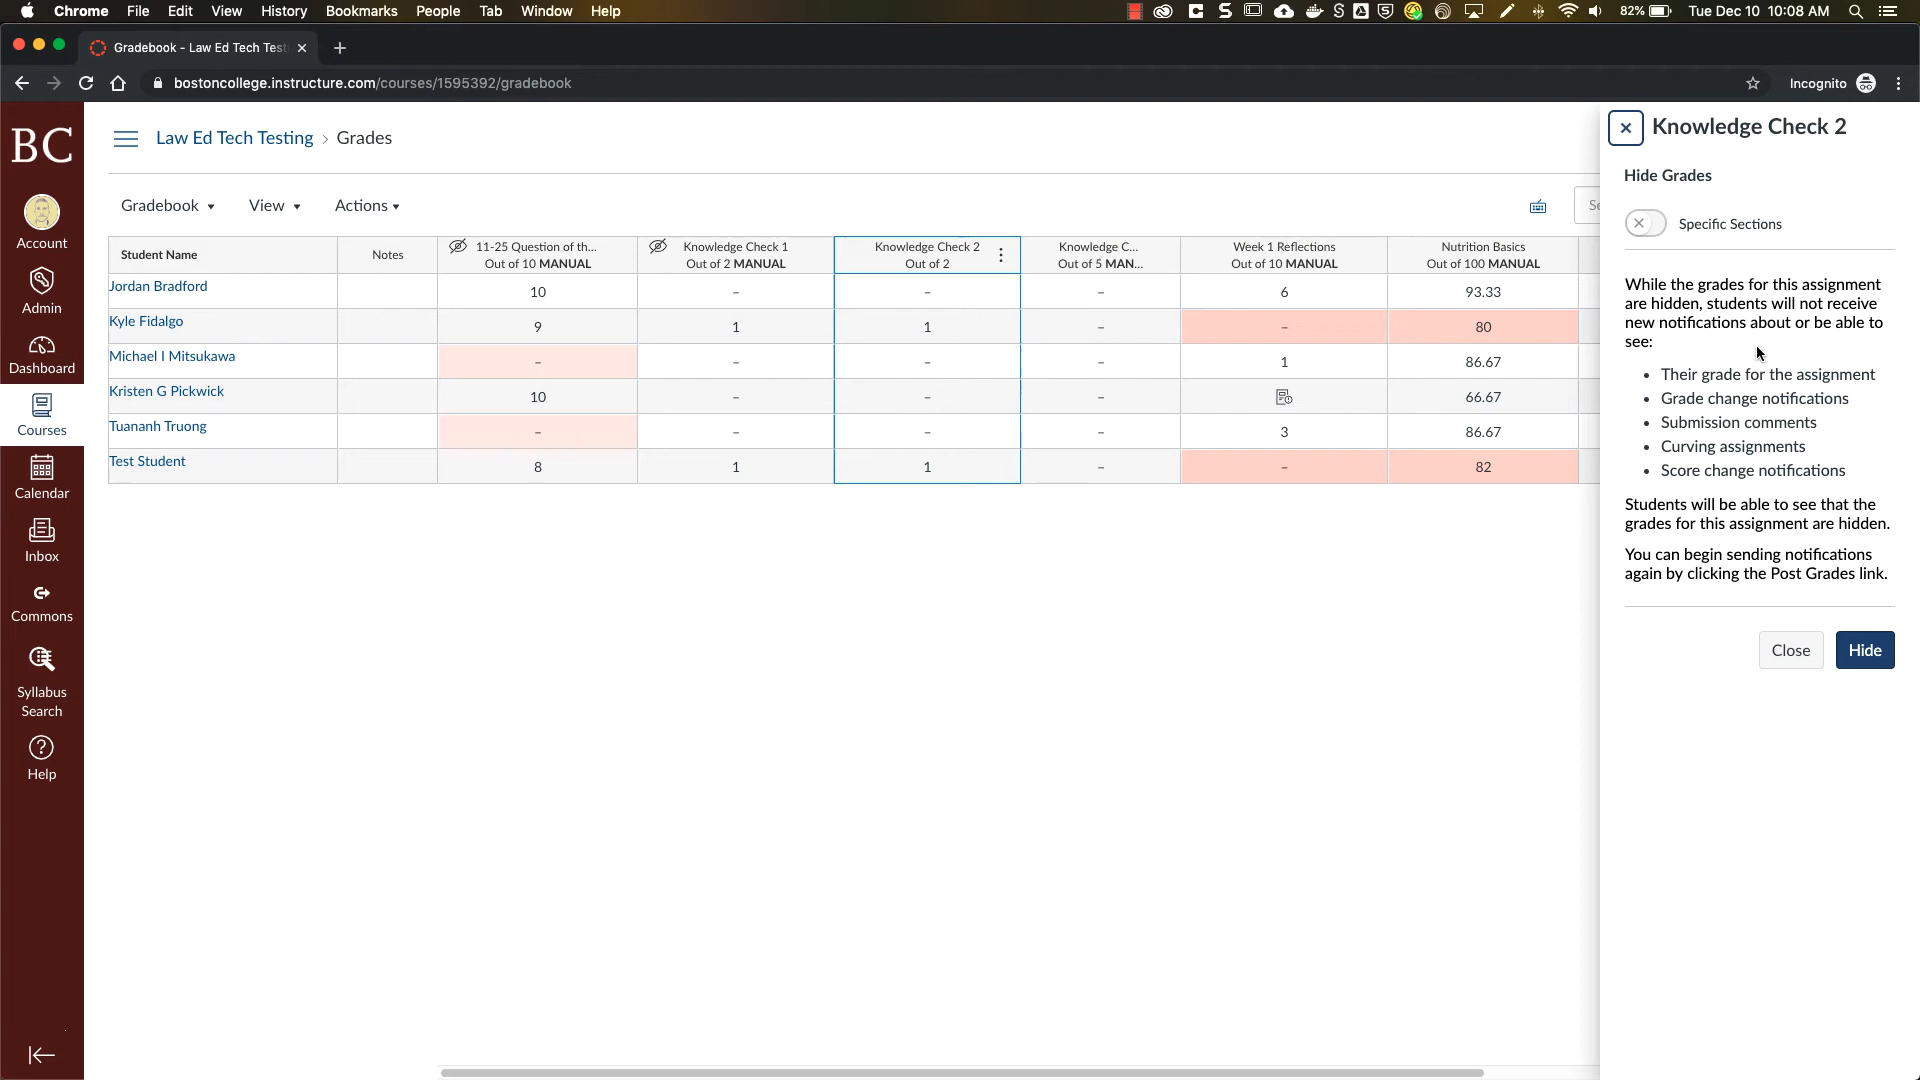 Chrome File Edit View History Bookmarks People Tab Window Help
82% Tue Dec 10 10:08 AM
Gradebook - Law Ed Tech Test
bostoncollege.instructure.com/courses/1595392/gradebook
Incognito
BC
Account
Admin
Dashboard
Courses
Calendar
Inbox
Commons
Syllabus
Search
Help
Law Ed Tech Testing › Grades
Gradebook View Actions
Se
Student Name Notes 11-25 Question of th... Knowledge Check 1 Knowledge Check 2 Knowledge C... Week 1 Reflections Nutrition Basics
Out of 10 MANUAL Out of 2 MANUAL Out of 2 Out of 5 MAN... Out of 10 MANUAL Out of 100 MANUAL
Jordan Bradford 10 – – – 6 93.33
Kyle Fidalgo 9 1 1 – – 80
Michael I Mitsukawa – – – – 1 86.67
Kristen G Pickwick 10 – – – 66.67
Tuananh Truong – – – – 3 86.67
Test Student 8 1 1 – – 82
Knowledge Check 2
Hide Grades
Specific Sections
While the grades for this assignment
are hidden, students will not receive
new notifications about or be able to
see:
• Their grade for the assignment
• Grade change notifications
• Submission comments
• Curving assignments
• Score change notifications
Students will be able to see that the
grades for this assignment are hidden.
You can begin sending notifications
again by clicking the Post Grades link.
Close Hide